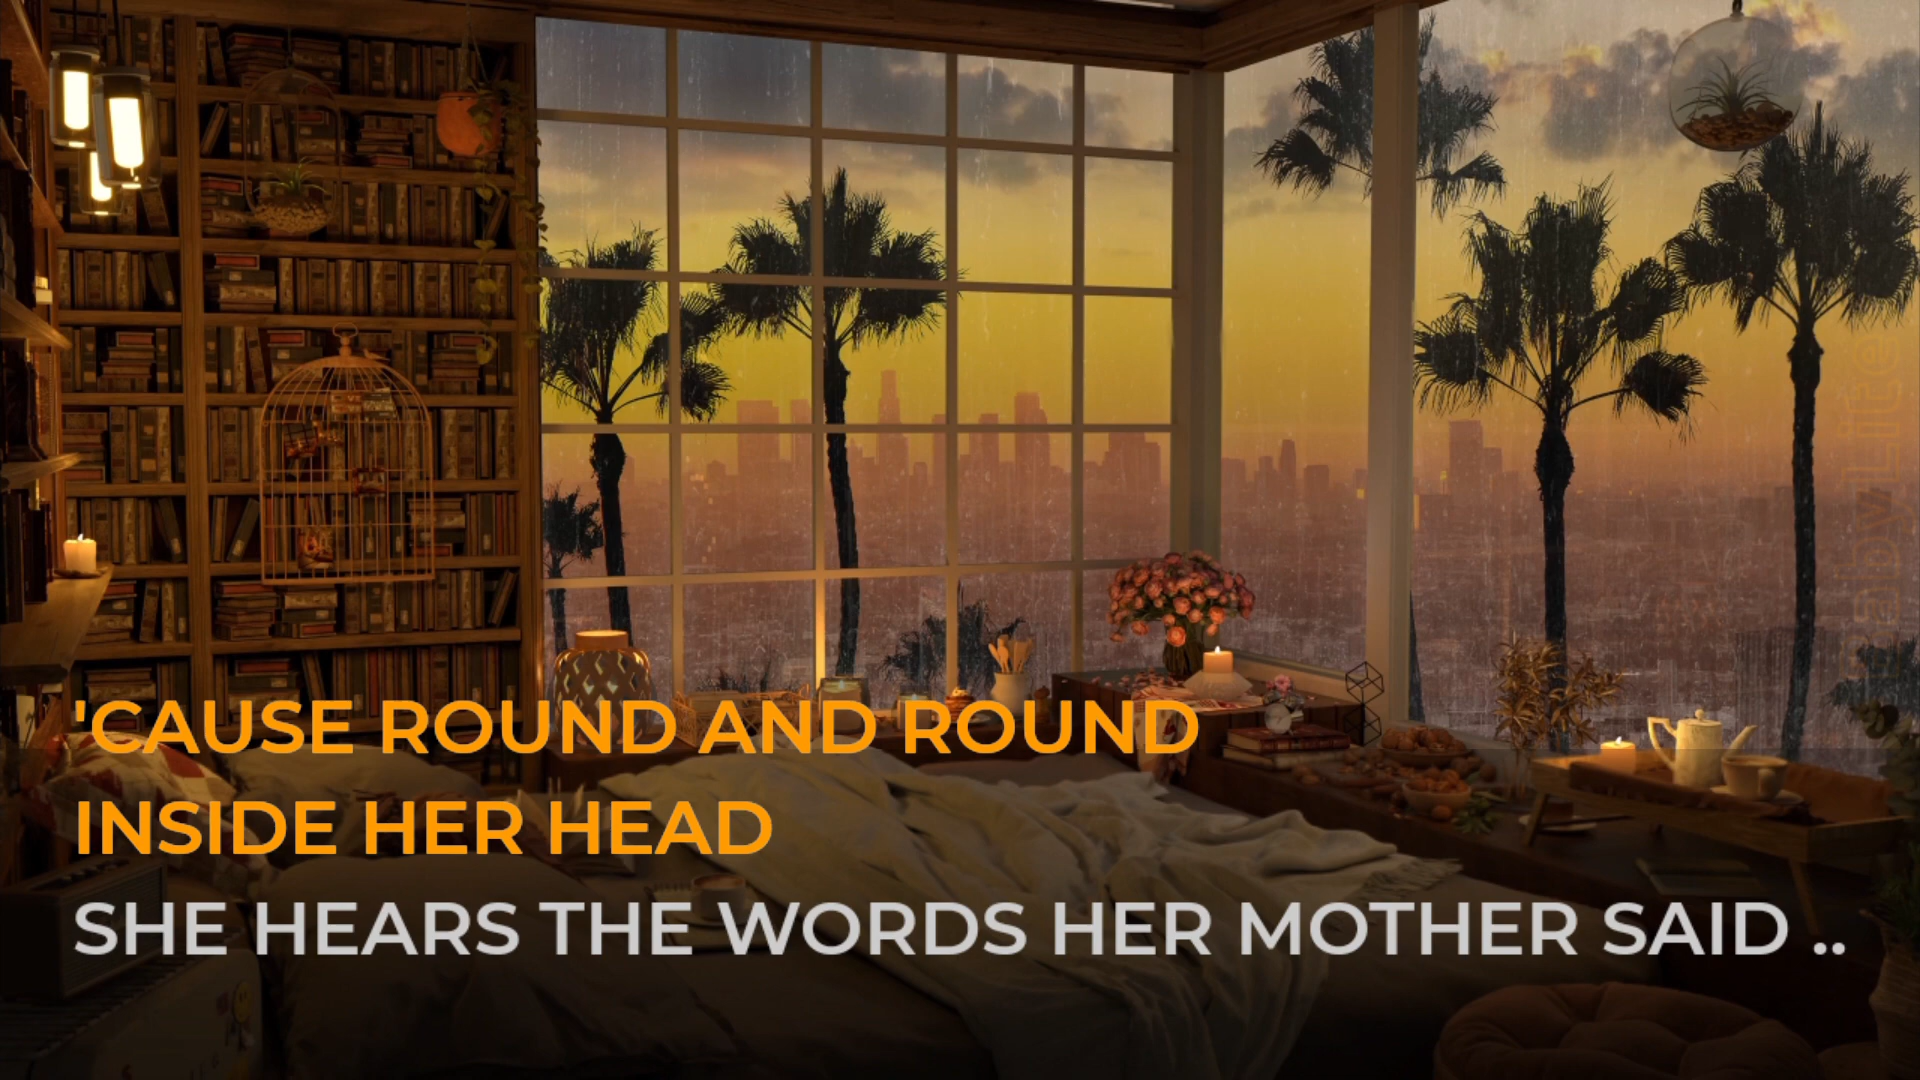 'CAUSE ROUND AND ROUND
INSIDE HER HEAD
SHE HEARS THE WORDS HER MOTHER SAID ..